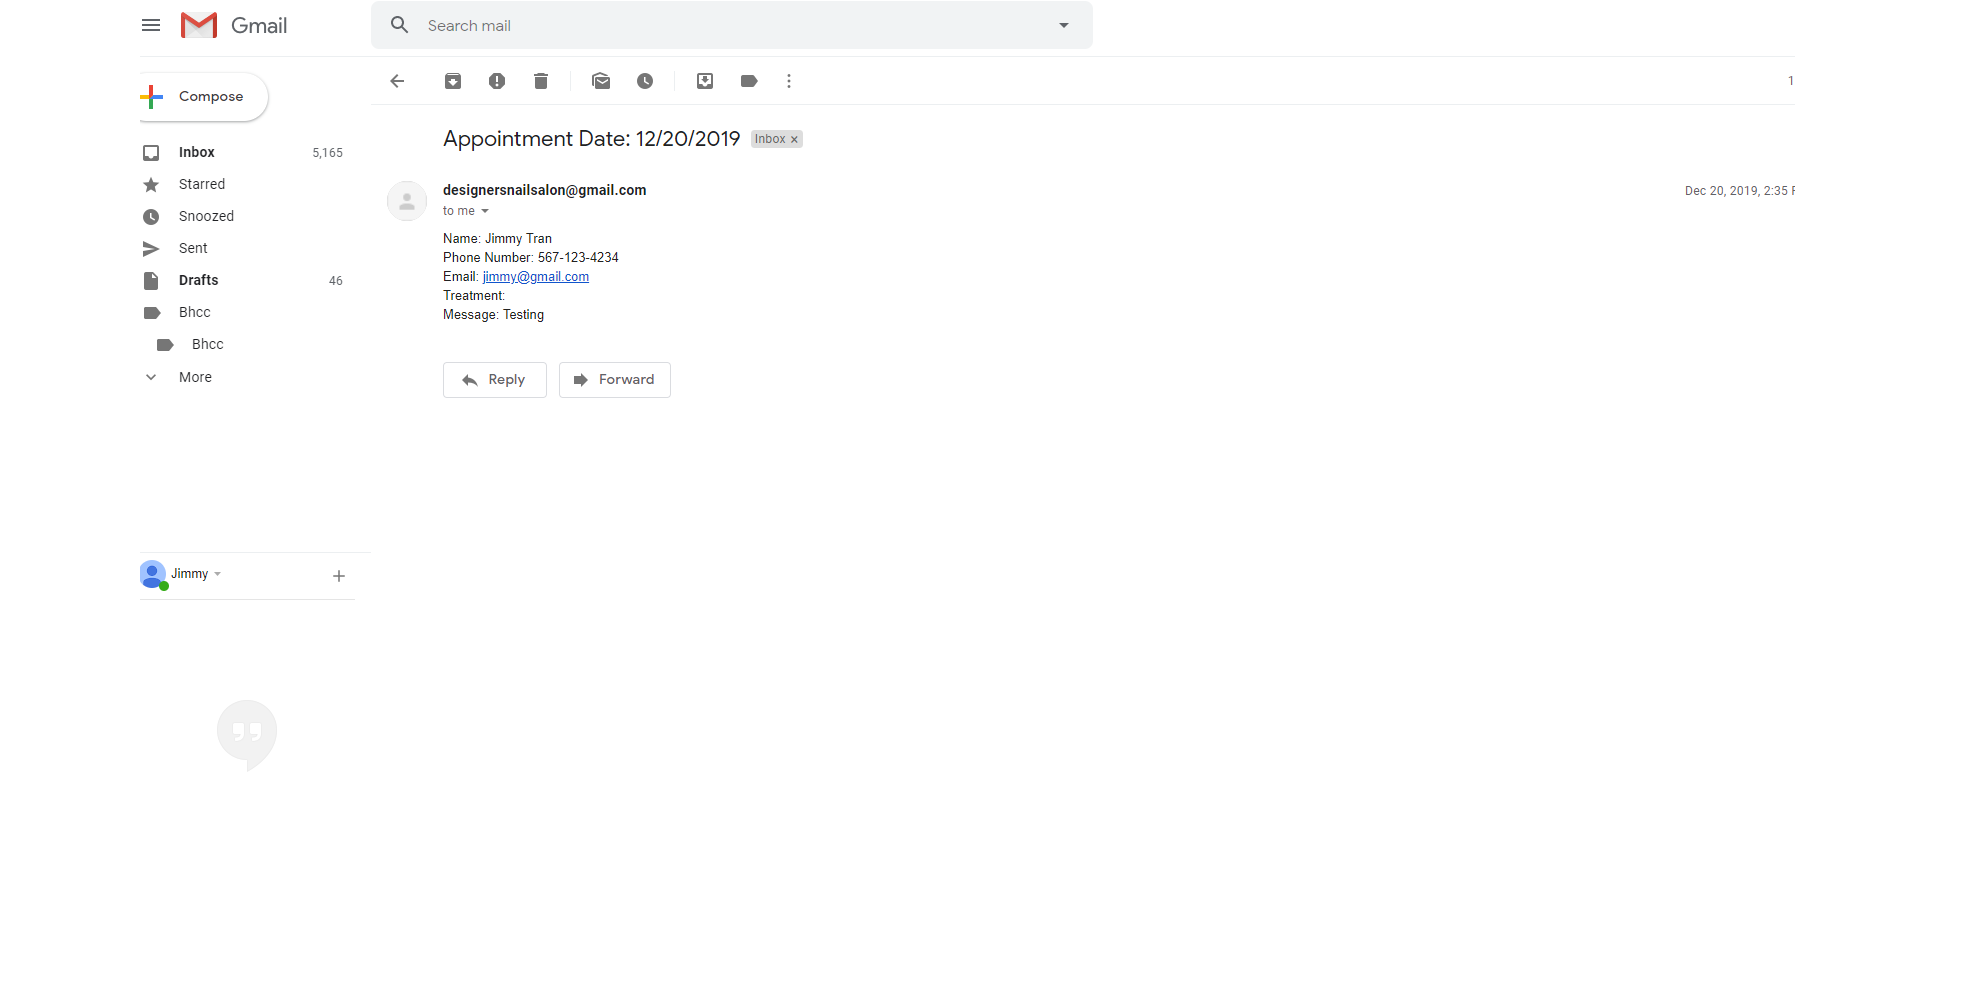 Gmail
Search mail
Compose
1
Inbox 5,165
Starred
Snoozed
Sent
Drafts 46
Bhcc
Bhcc
More
Jimmy
Appointment Date: 12/20/2019 Inbox x
designersnailsalon@gmail.com
Dec 20, 2019, 2:35
to me
Name: Jimmy Tran
Phone Number: 567-123-4234
Email: jimmy@gmail.com
Treatment:
Message: Testing
Reply
Forward